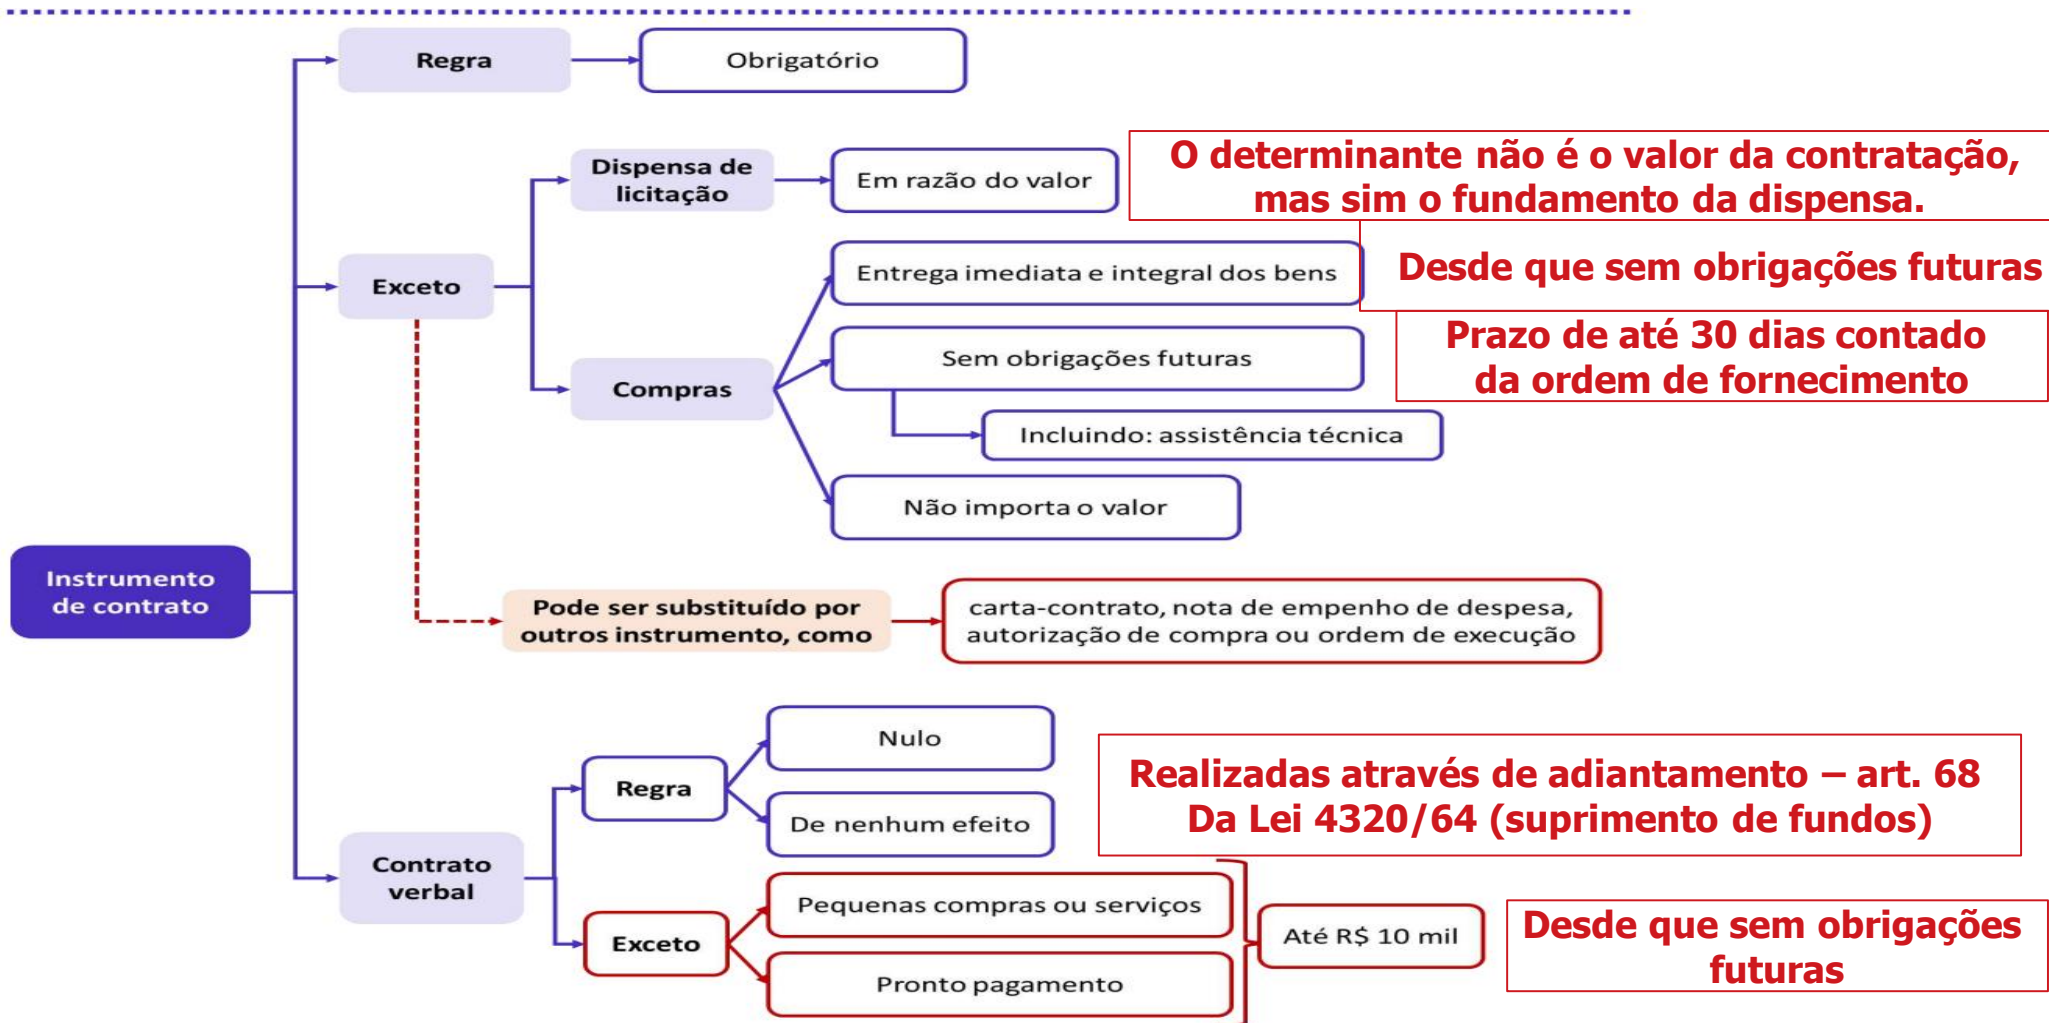 Regra
Obrigatório
Dispensa de
licitação
Em razão do valor
O determinante não é o valor da contratação,
mas sim o fundamento da dispensa.
Exceto
Entrega imediata e integral dos bens
Desde que sem obrigações futuras
Sem obrigações futuras
Prazo de até 30 dias contado
da ordem de fornecimento
Compras
Incluindo: assistência técnica
Não importa o valor
Instrumento
de contrato
Pode ser substituído por
outros instrumento, como
carta-contrato, nota de empenho de despesa,
autorização de compra ou ordem de execução
Nulo
Regra
De nenhum efeito
Realizadas através de adiantamento – art. 68
Da Lei 4320/64 (suprimento de fundos)
Contrato
verbal
Pequenas compras ou serviços
Exceto
Pronto pagamento
Até R$ 10 mil
Desde que sem obrigações
futuras